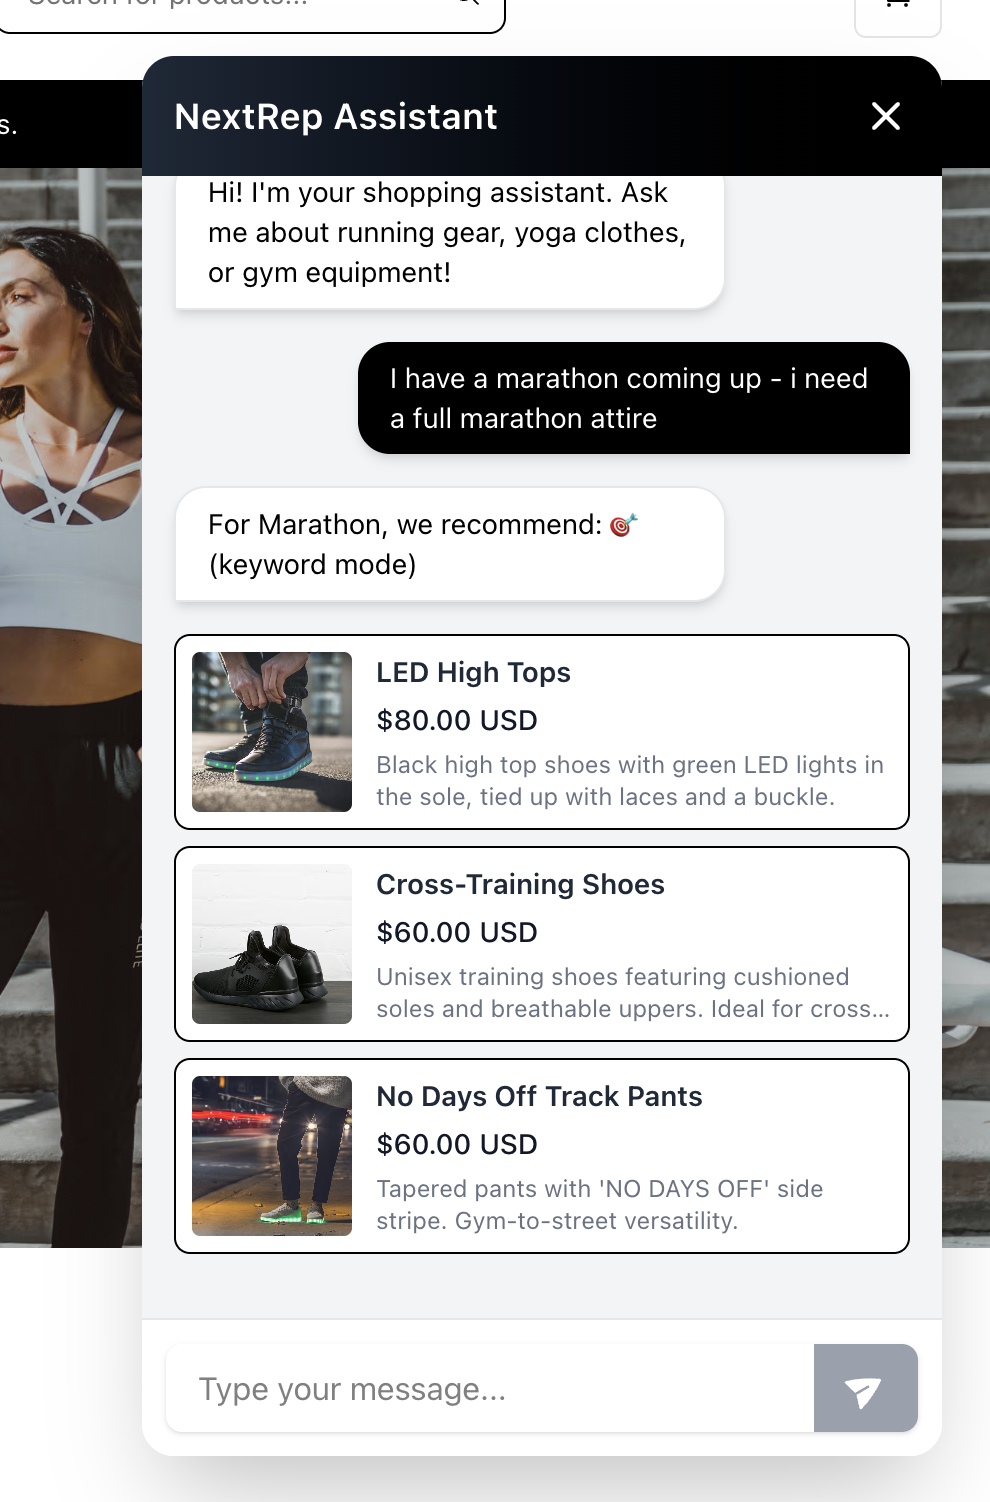 s.
NextRep Assistant
Hi! I'm your shopping assistant. Ask
me about running gear, yoga clothes,
or gym equipment!
I have a marathon coming up - i need
a full marathon attire
For Marathon, we recommend: 🎯
(keyword mode)
LED High Tops
$80.00 USD
Black high top shoes with green LED lights in
the sole, tied up with laces and a buckle.
Cross-Training Shoes
$60.00 USD
Unisex training shoes featuring cushioned
soles and breathable uppers. Ideal for cross...
No Days Off Track Pants
$60.00 USD
Tapered pants with 'NO DAYS OFF' side
stripe. Gym-to-street versatility.
Type your message...